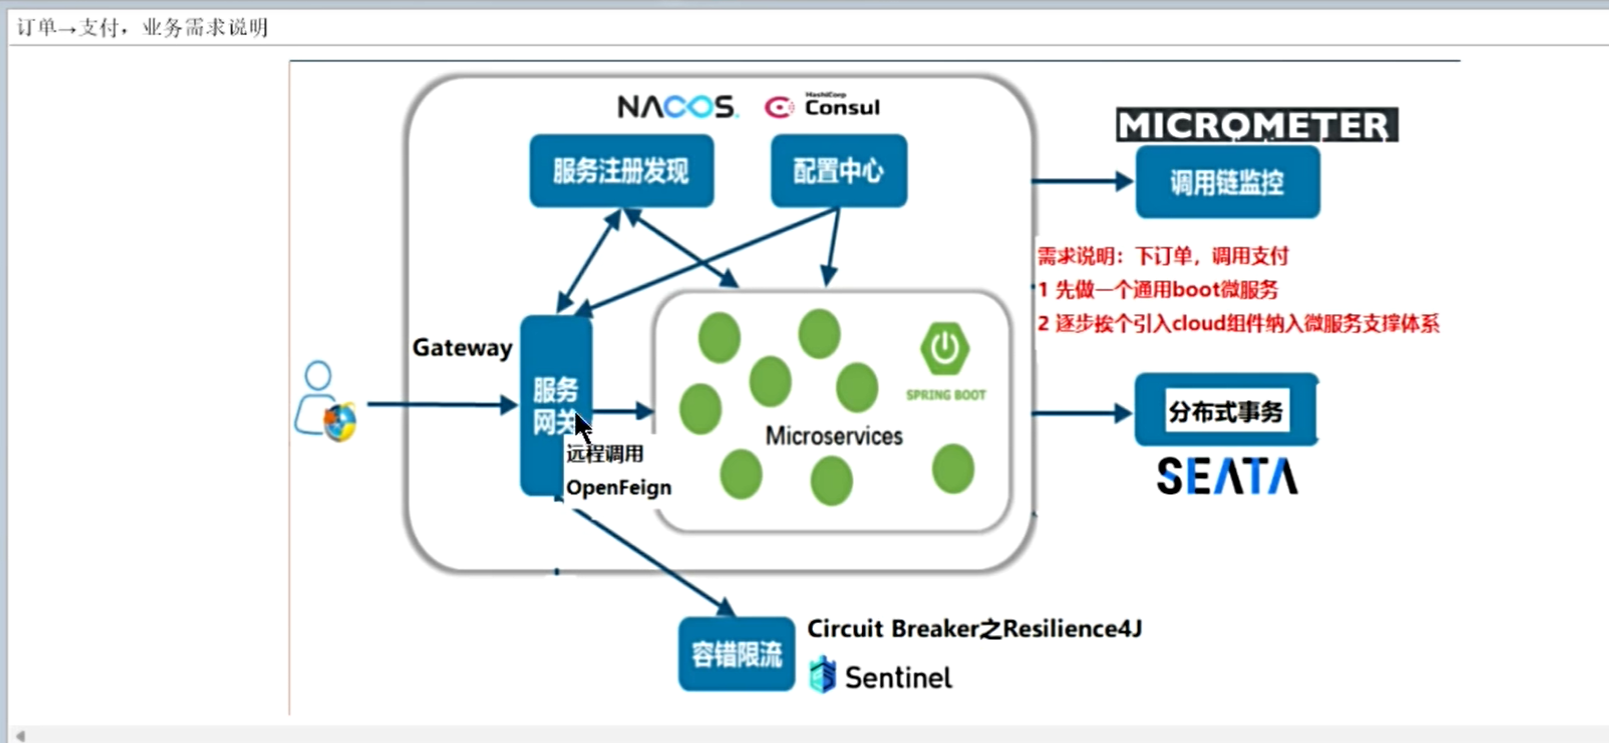 订单→支付，业务需求说明
NACOS.
HashiCorp
Consul
MICROMETER
服务注册发现
配置中心
调用链监控
需求说明：下订单，调用支付
1 先做一个通用boot微服务
2 逐步挨个引入cloud组件纳入微服务支撑体系
Gateway
服务
网关
SPRING BOOT
Microservices
远程调用
OpenFeign
分布式事务
SEATA
容错限流
Circuit Breaker之Resilience4J
Sentinel